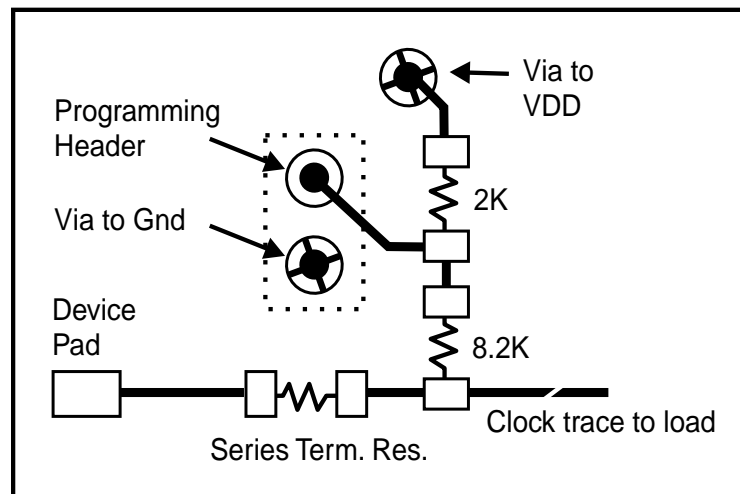 Via to
VDD
Programming
Header
2K
Via to Gnd
Device
Pad
8.2K
Clock trace to load
Series Term. Res.